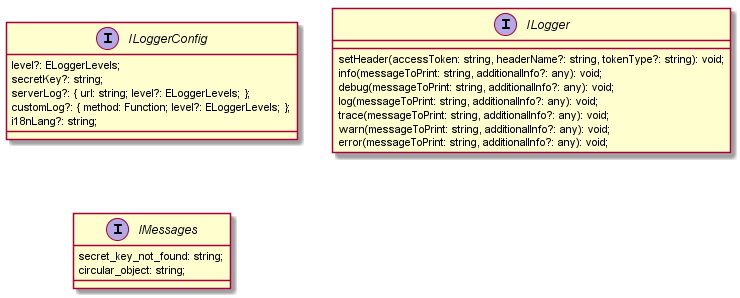 I ILoggerConfig
level?: ELoggerLevels;
secretKey?: string;
serverLog?: { url: string; level?: ELoggerLevels; };
customLog?: { method: Function; level?: ELoggerLevels; };
i18nLang?: string;
I ILogger
setHeader(accessToken: string, headerName?: string, tokenType?: string): void;
info(messageToPrint: string, additionalInfo?: any): void;
debug(messageToPrint: string, additionalInfo?: any): void;
log(messageToPrint: string, additionalInfo?: any): void;
trace(messageToPrint: string, additionalInfo?: any): void;
warn(messageToPrint: string, additionalInfo?: any): void;
error(messageToPrint: string, additionalInfo?: any): void;
I IMessages
secret_key_not_found: string;
circular_object: string;